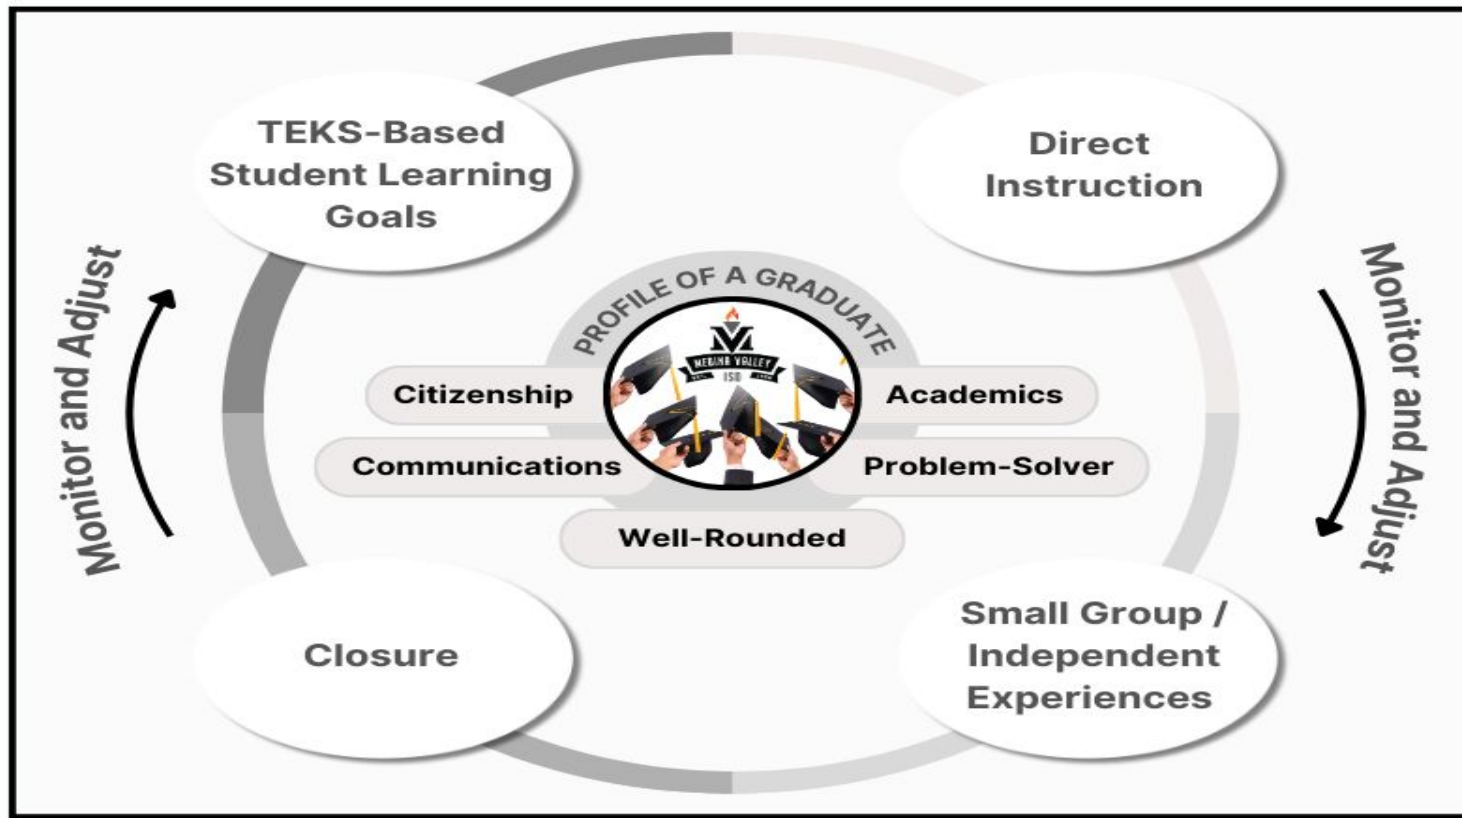 TEKS-Based
Student Learning
Goals
Direct
Instruction
Monitor and Adjust
Monitor and Adjust
PROFILE OF A GRADUATE
MEDINA VALLEY
ISD
Citizenship
Academics
Communications
Problem-Solver
Well-Rounded
Closure
Small Group /
Independent
Experiences